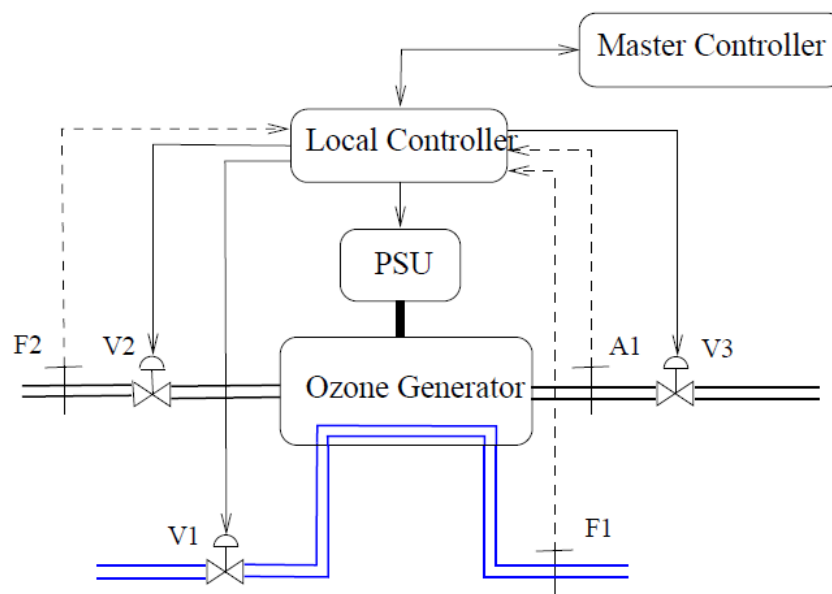 Master Controller
Local Controller
PSU
F2
V2
A1
V3
Ozone Generator
V1
F1